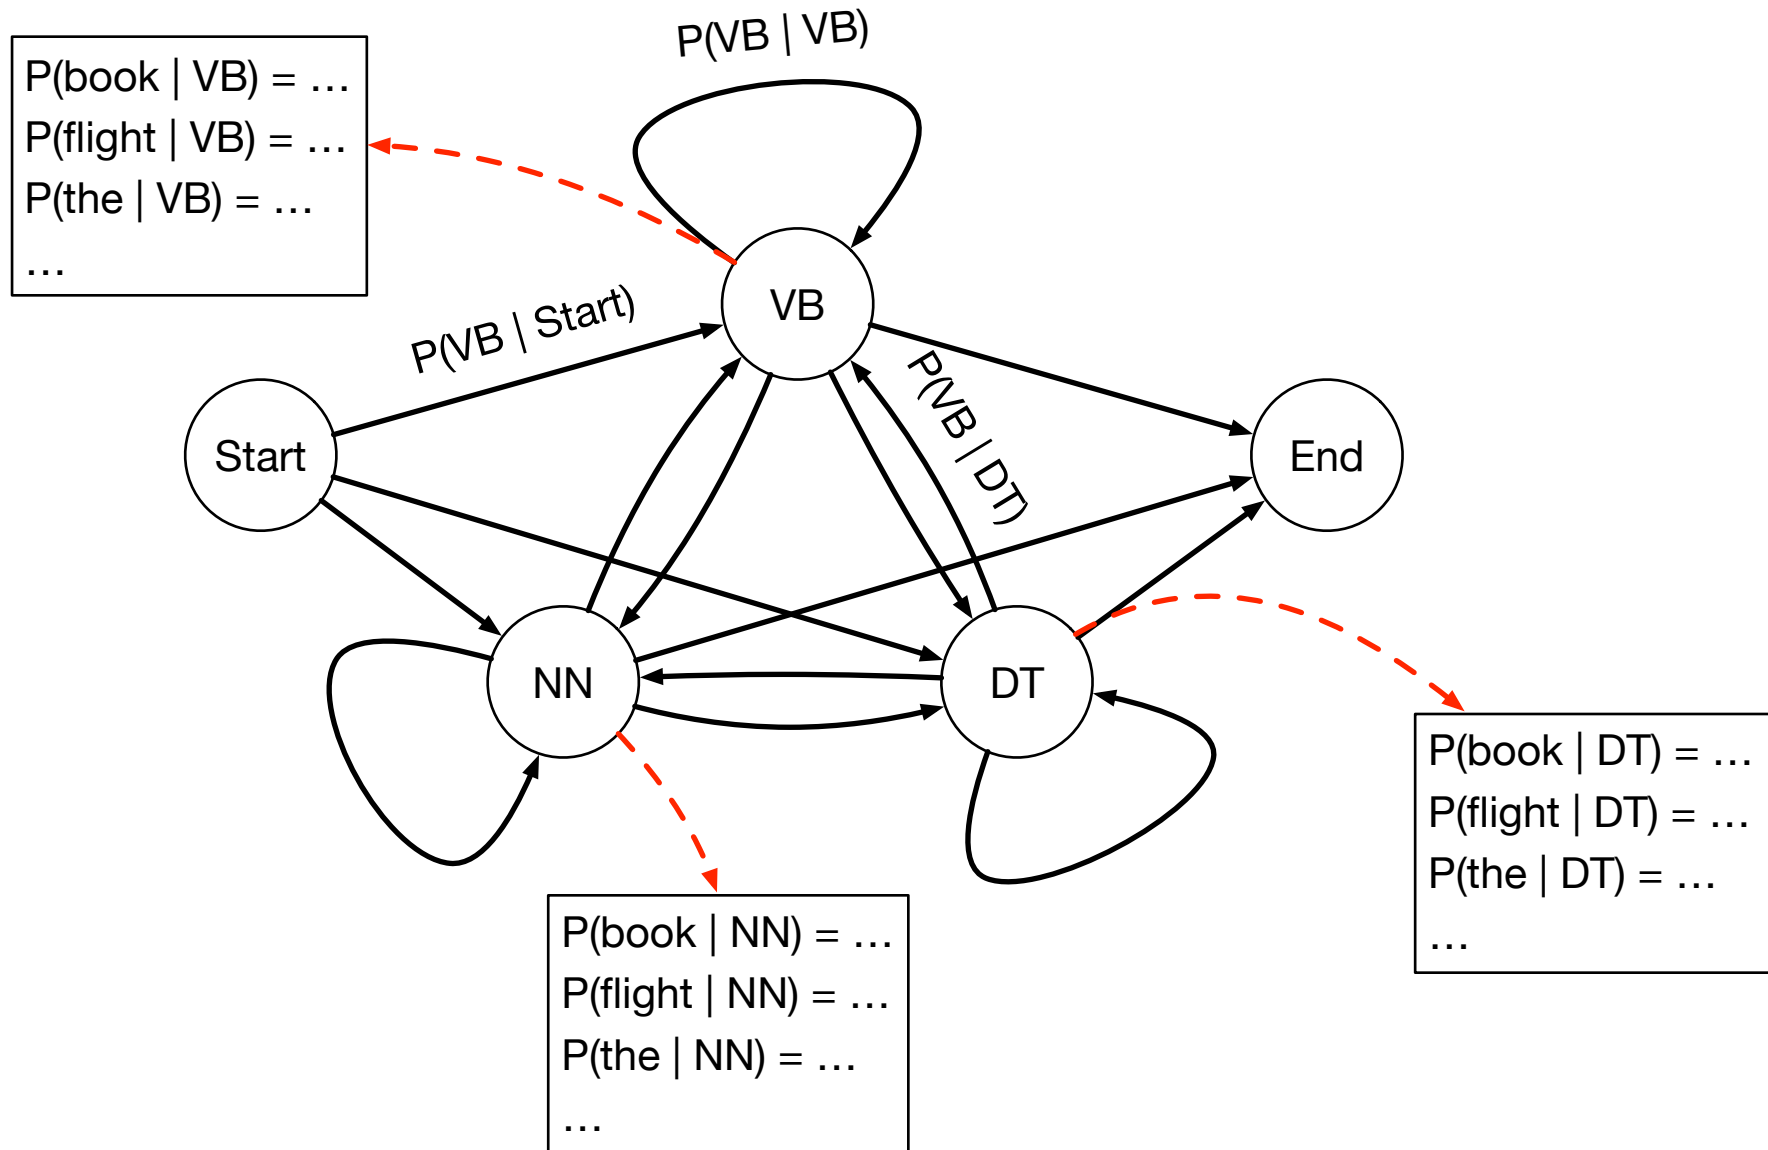 P(VB | VB)
P(book | VB) = ...
P(flight | VB) = ...
P(the | VB) = ...
...
P(VB | Start)
VB
P(VB | DT)
Start
End
NN
DT
P(book | DT) = ...
P(flight | DT) = ...
P(the | DT) = ...
...
P(book | NN) = ...
P(flight | NN) = ...
P(the | NN) = ...
...